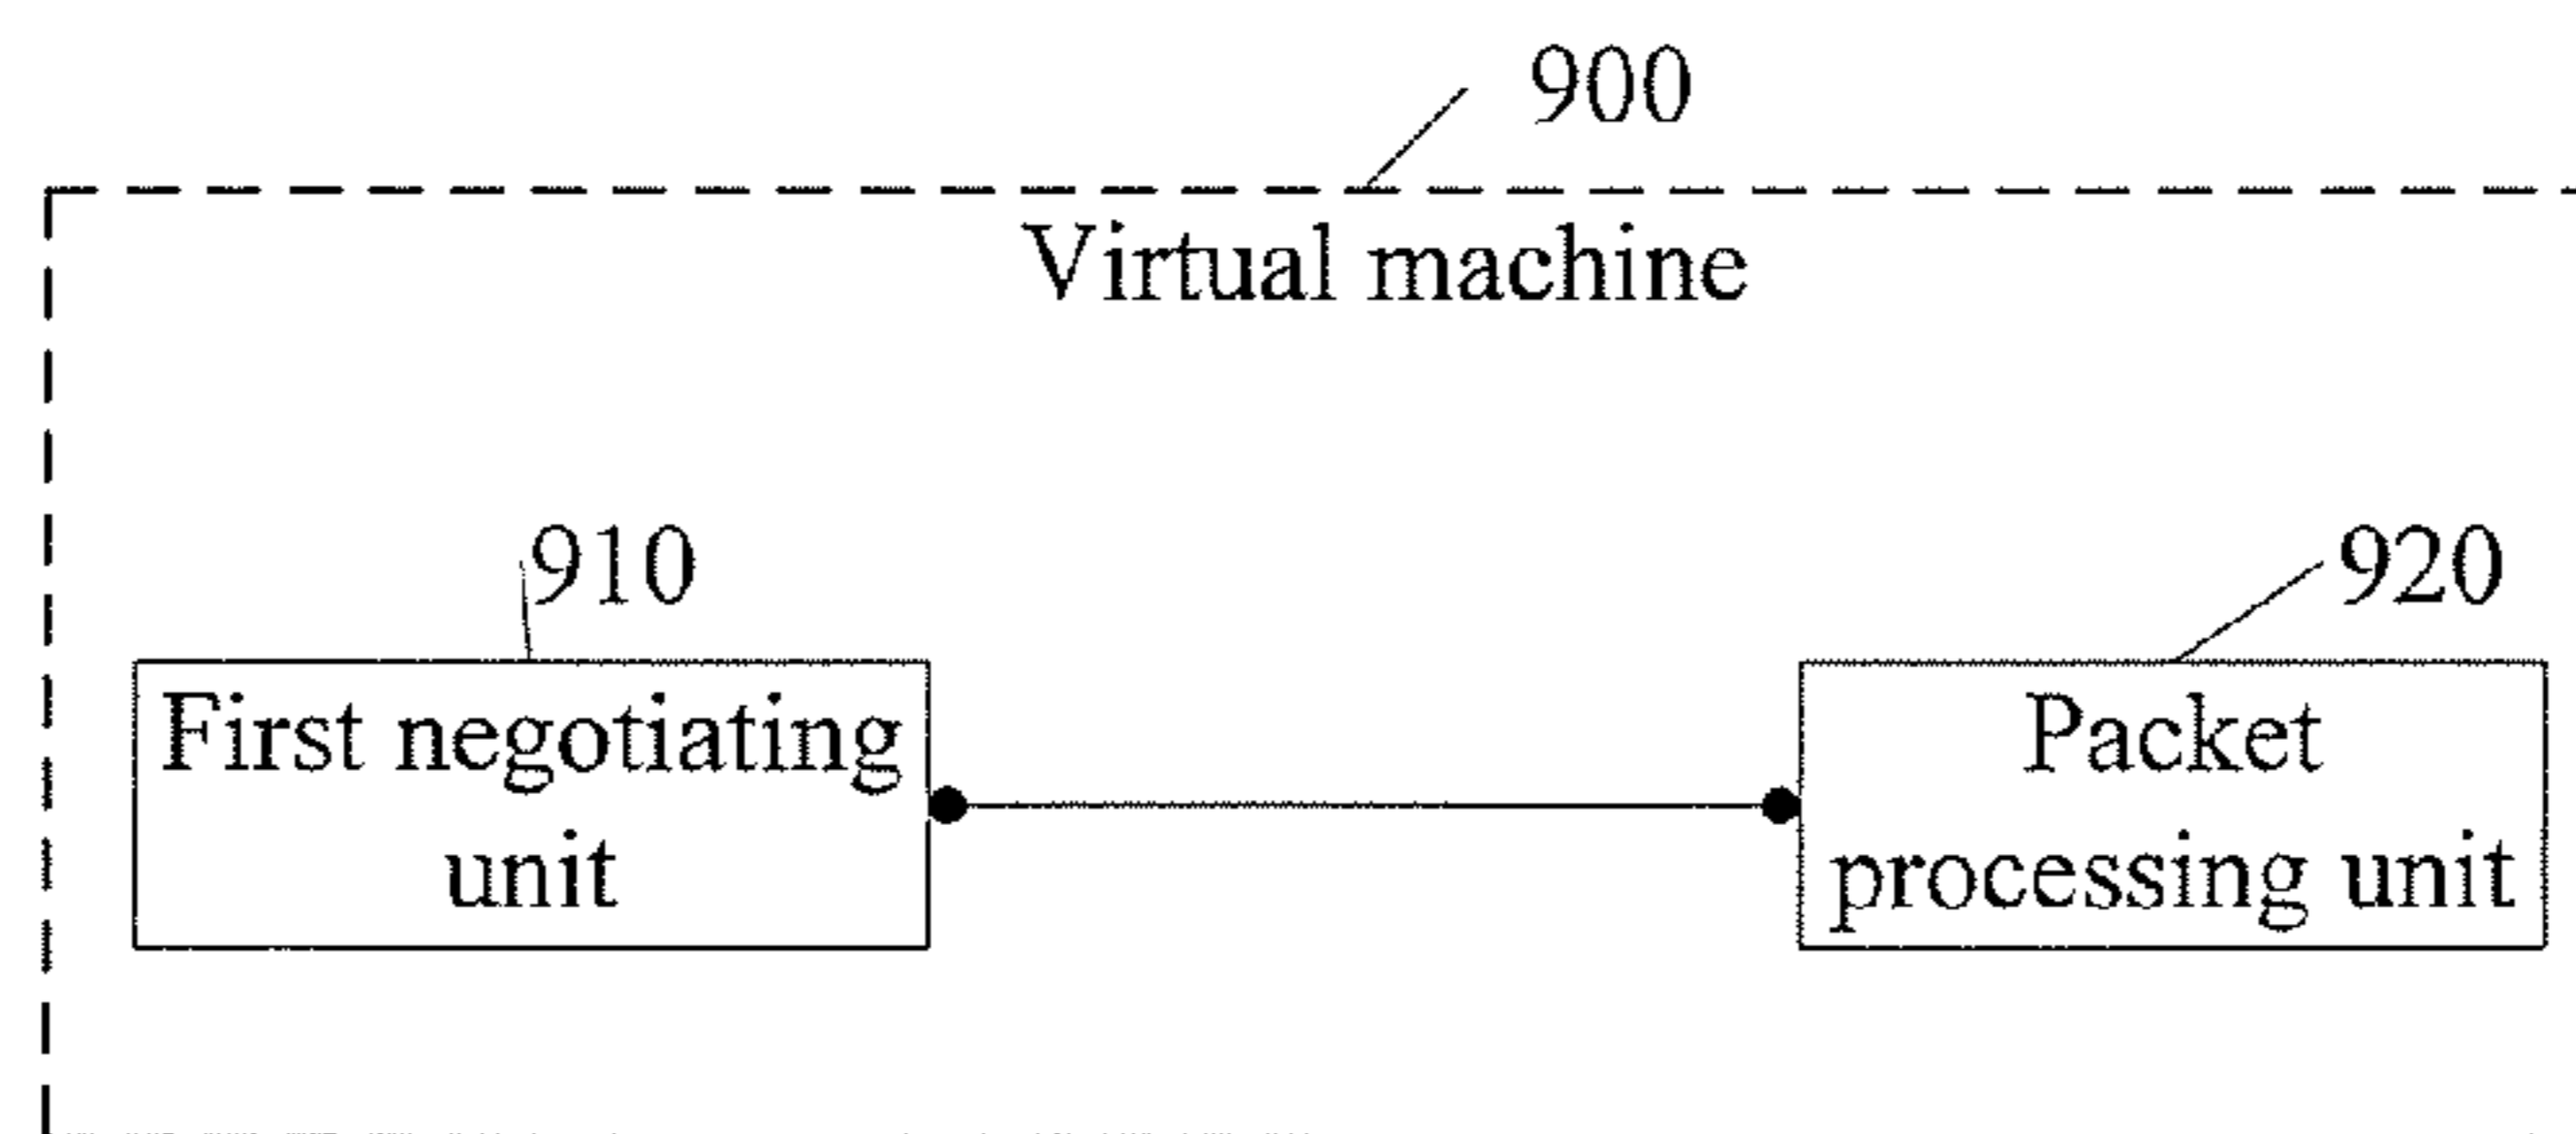 900
Virtual machine
910
920
First negotiating
unit
Packet
processing unit